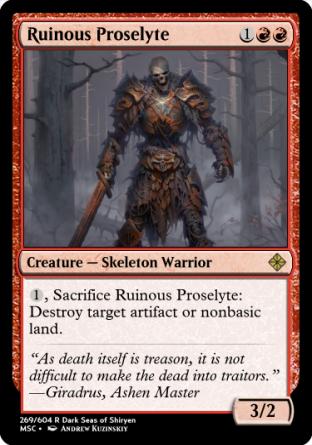 Ruinous Proselyte 1
1, Sacrifice Ruinous Proselyte:
Destroy target artifact or nonbasic
land.
Creature — Skeleton Warrior
“As death itself is treason, it is not
difficult to make the dead into traitors.”
—Giradrus, Ashen Master
3/2
269/604 R Dark Seas of Shiryen
MSC • Andrew Kuzinskiy